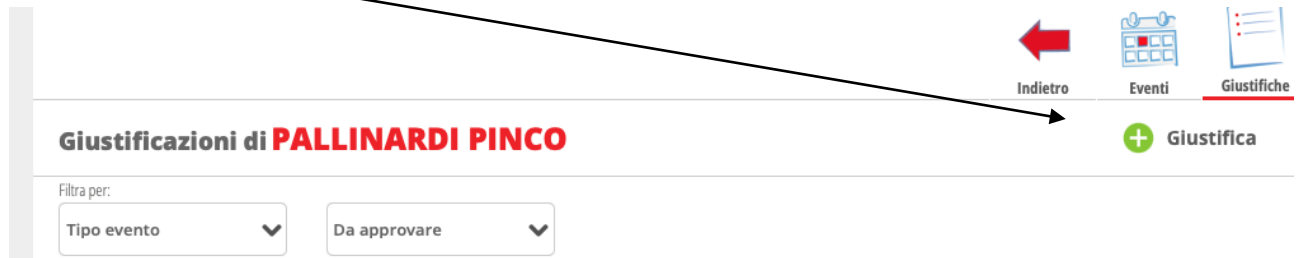 Indietro Eventi Giustifiche
Giustificazioni di PALLINARDI PINCO
Giustifica
Filtra per:
Tipo evento Da approvare